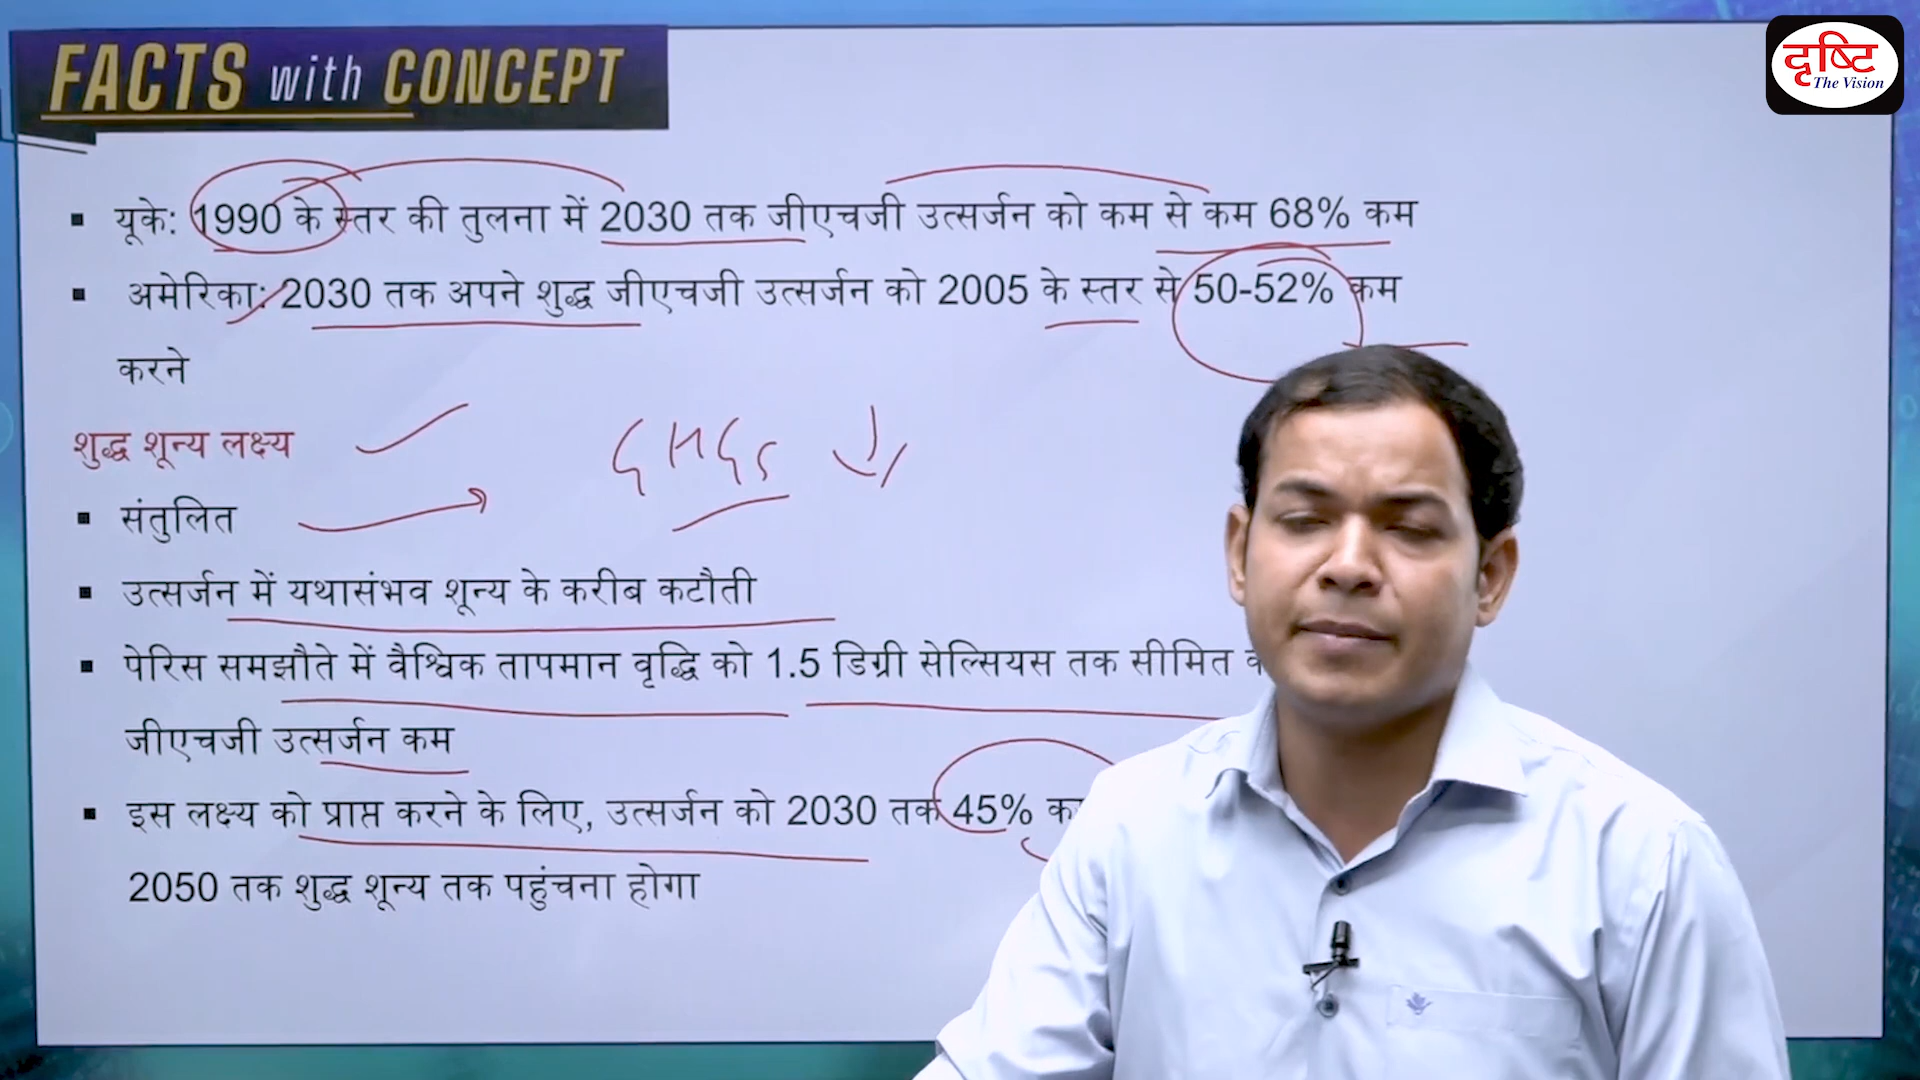 FACTS with CONCEPT
दृष्टि
The Vision
▪ यूके: 1990 के स्तर की तुलना में 2030 तक जीएचजी उत्सर्जन को कम से कम 68% कम
▪ अमेरिका: 2030 तक अपने शुद्ध जीएचजी उत्सर्जन को 2005 के स्तर से 50-52% कम
करने
शुद्ध शून्य लक्ष्य
GHGs
▪ संतुलित
▪ उत्सर्जन में यथासंभव शून्य के करीब कटौती
▪ पेरिस समझौते में वैश्विक तापमान वृद्धि को 1.5 डिग्री सेल्सियस तक सीमित
जीएचजी उत्सर्जन कम
▪ इस लक्ष्य को प्राप्त करने के लिए, उत्सर्जन को 2030 तक 45%
2050 तक शुद्ध शून्य तक पहुंचना होगा